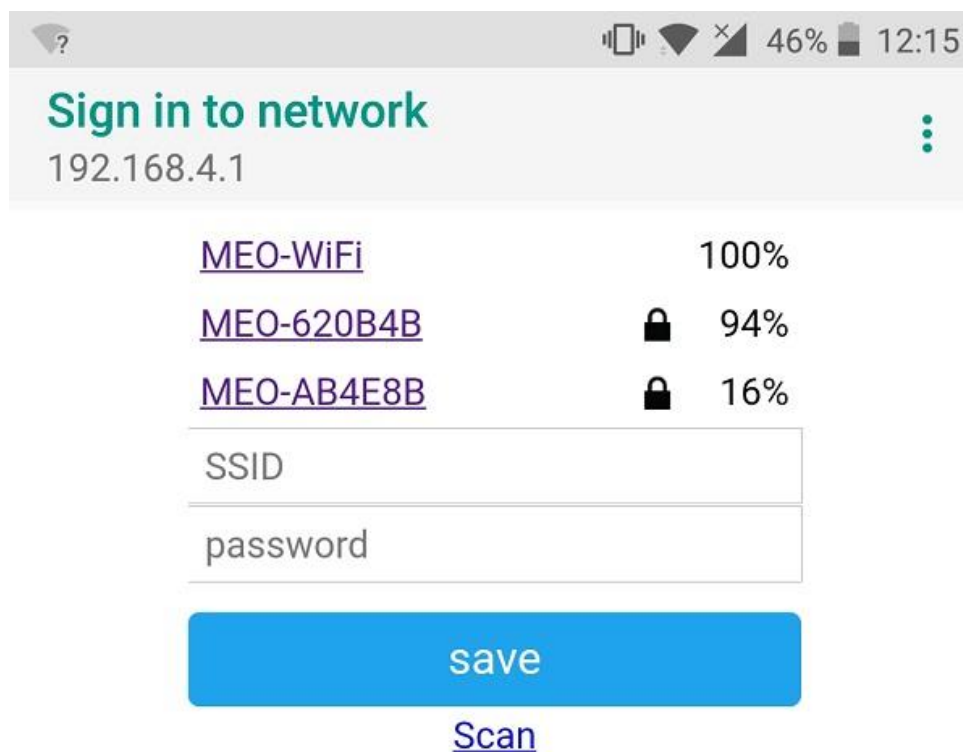 ? 46% 12:15
Sign in to network
192.168.4.1
MEO-WiFi 100%
MEO-620B4B 94%
MEO-AB4E8B 16%
SSID
password
save
Scan